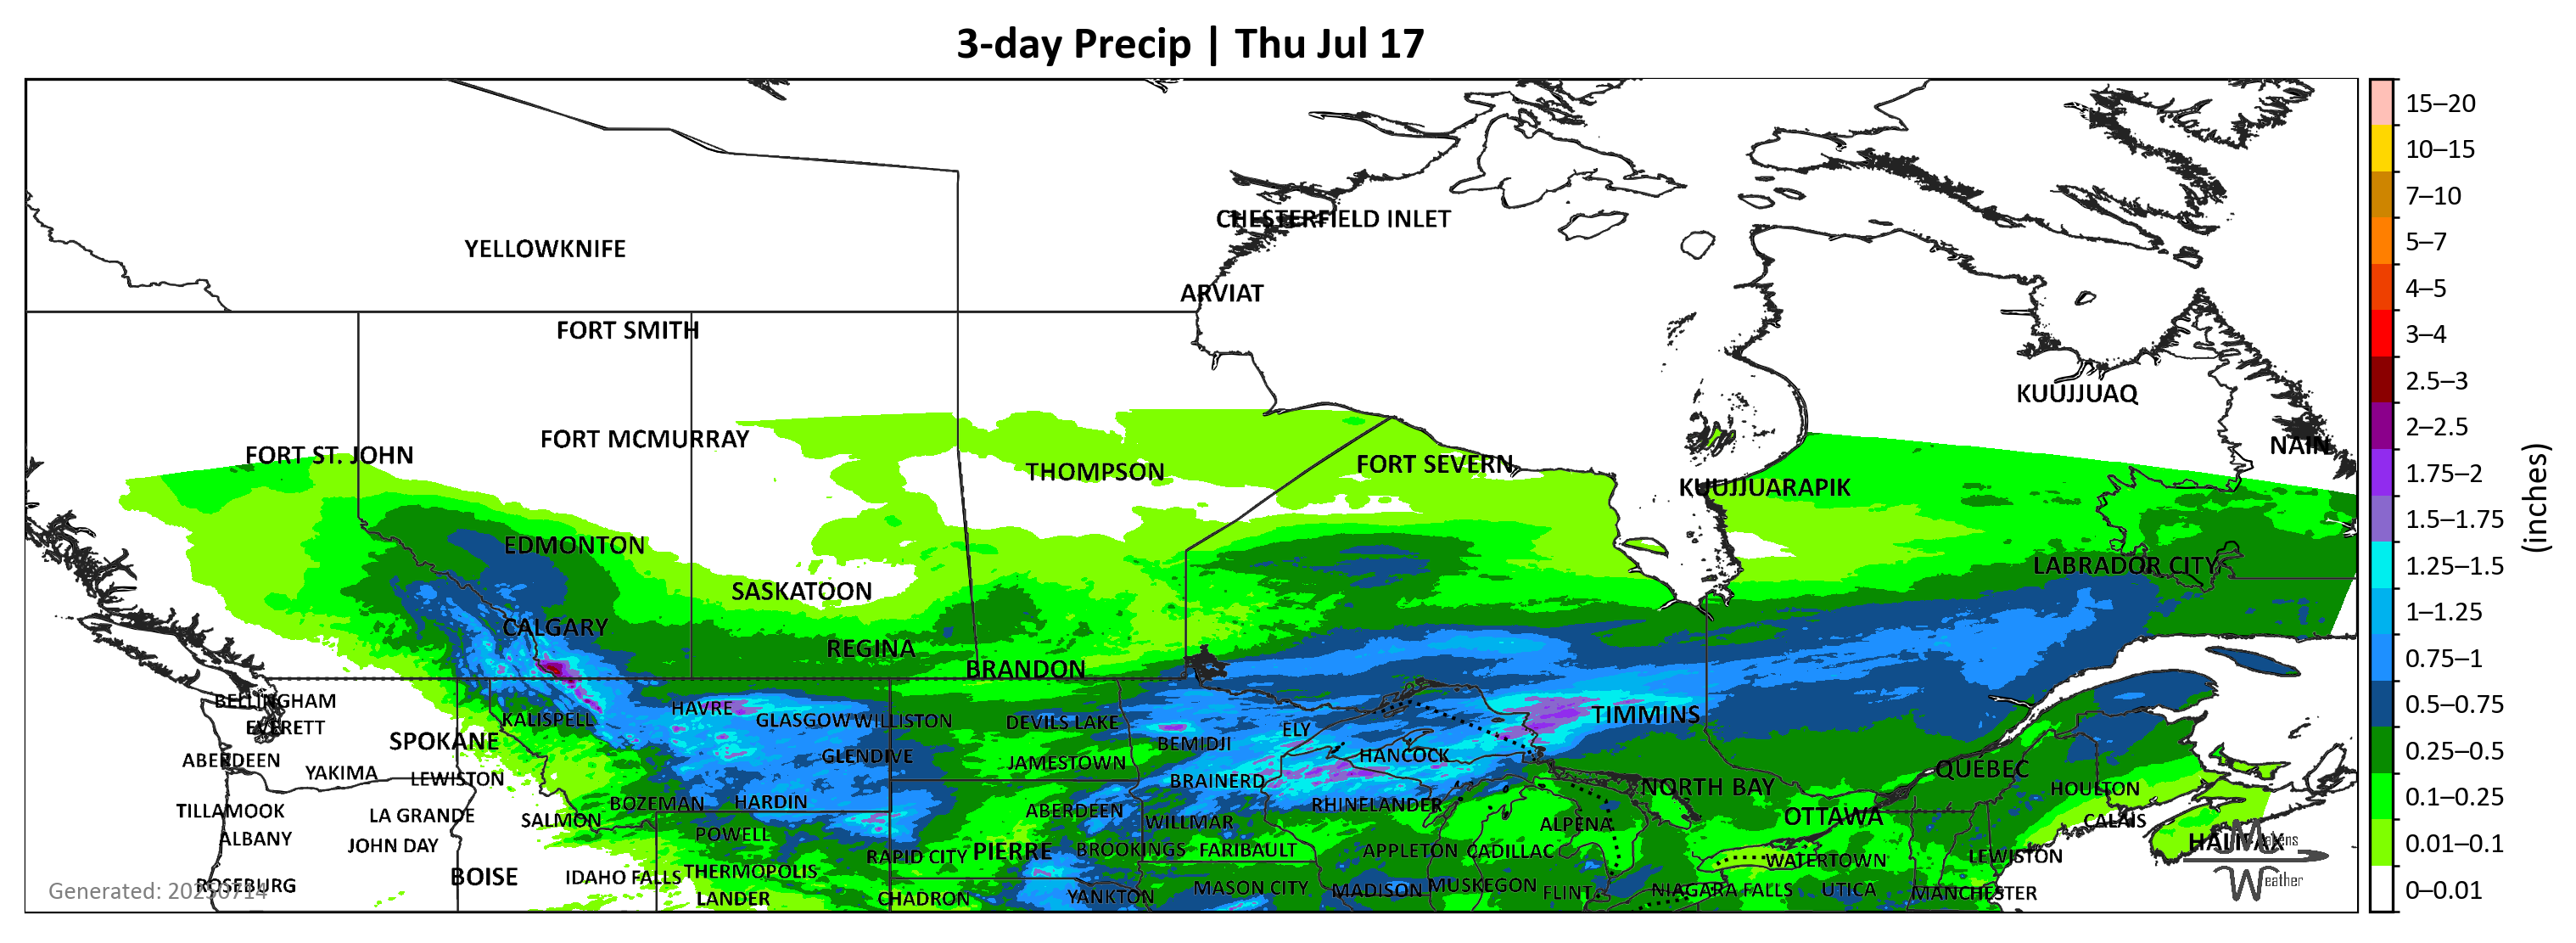 3-day Precip | Thu Jul 17
CHESTERFIELD INLET
YELLOWKNIFE
ARVIAT
FORT SMITH
KUUJJUAQ
FORT MCMURRAY
NAIN
FORT ST. JOHN
FORT SEVERN
THOMPSON
KUUJJUARAPIK
EDMONTON
LABRADOR CITY
SASKATOON
CALGARY
REGINA
BRANDON
BELLINGHAM
HAVRE
KALISPELL
GLASGOW WILLISTON
DEVILS LAKE
TIMMINS
EVERETT
ELY
SPOKANE
BEMIDJI
GLENDIVE
HANCOCK
ABERDEEN
JAMESTOWN
QUÉBEC
YAKIMA
LEWISTON
BRAINERD
NORTH BAY
HOULTON
BOZEMAN
HARDIN
RHINELANDER
TILLAMOOK
LA GRANDE
SALMON
ABERDEEN
WILLMAR
ALPENA
OTTAWA
CALAIS
ALBANY
JOHN DAY
POWELL
HALIFAX
RAPID CITY
PIERRE
BROOKINGS
FARIBAULT
APPLETON
CADILLAC
WATERTOWN
LEWISTON
BOISE
IDAHO FALLS
THERMOPOLIS
ROSEBURG
MASON CITY
MADISON
MUSKEGON
FLINT
NIAGARA FALLS
UTICA
MANCHESTER
LANDER
CHADRON
YANKTON
Generated: 20250714
Weather
15–20
10–15
7–10
5–7
4–5
3–4
2.5–3
2–2.5
1.75–2
1.5–1.75
1.25–1.5
1–1.25
0.75–1
0.5–0.75
0.25–0.5
0.1–0.25
0.01–0.1
0–0.01
(inches)